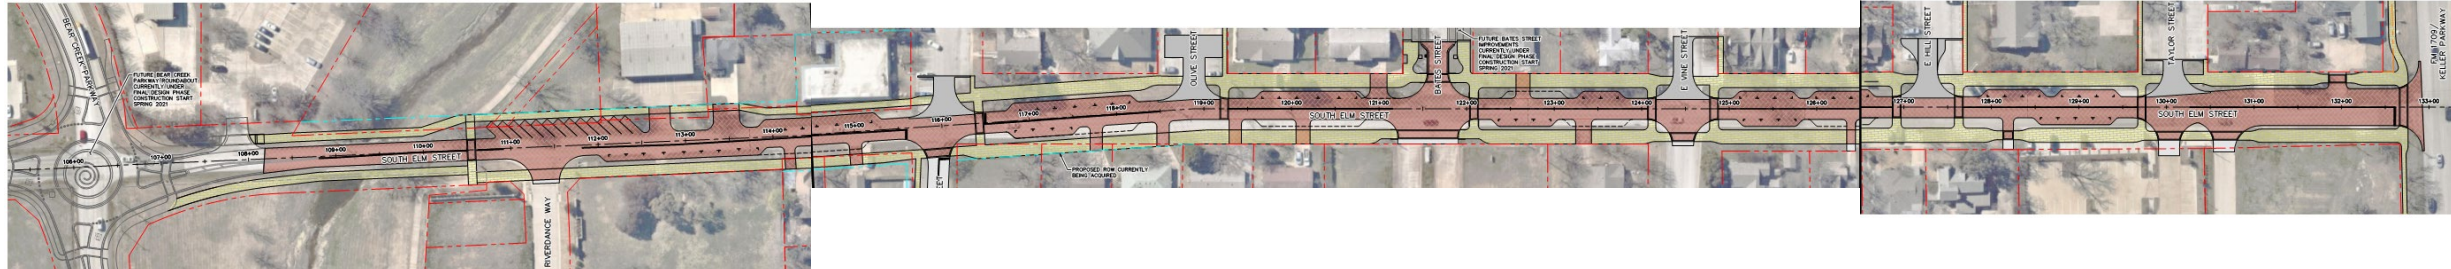 BEAR CREEK PARKWAY
FUTURE BEAR CREEK
PARKWAY ROUNDABOUT
CURRENTLY UNDER
FINAL DESIGN PHASE
CONSTRUCTION START
SPRING 2021
106+00
107+00
108+00
109+00
110+00
111+00
112+00
113+00
114+00
115+00
116+00
117+00
118+00
119+00
120+00
121+00
122+00
123+00
124+00
125+00
126+00
127+00
128+00
129+00
130+00
131+00
132+00
133+00
SOUTH ELM STREET
RIVERDANCE WAY
PROPOSED ROW CURRENTLY
BEING ACQUIRED
OLIVE STREET
SOUTH ELM STREET
BATES STREET
FUTURE BATES STREET
IMPROVEMENTS
CURRENTLY UNDER
FINAL DESIGN PHASE
CONSTRUCTION START
SPRING 2021
E VINE STREET
E HILL STREET
TAYLOR STREET
SOUTH ELM STREET
FM 1709/
KELLER PARKWAY